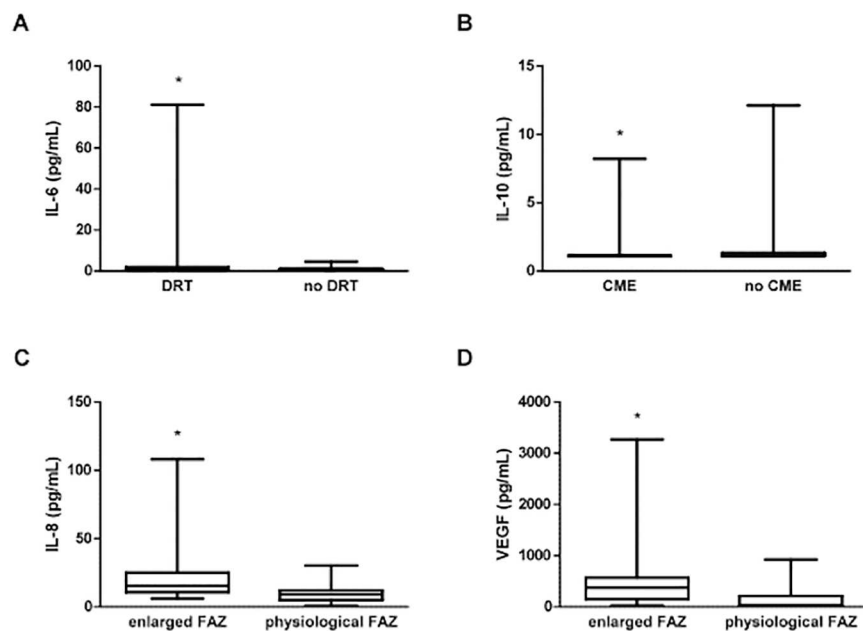 A
IL-6 (pg/mL)
100
80
60
40
20
0
*
DRT
no DRT
B
IL-10 (pg/mL)
15
10
5
0
*
CME
no CME
C
IL-8 (pg/mL)
150
100
50
0
*
enlarged FAZ
physiological FAZ
D
VEGF (pg/mL)
4000
3000
2000
1000
0
*
enlarged FAZ
physiological FAZ